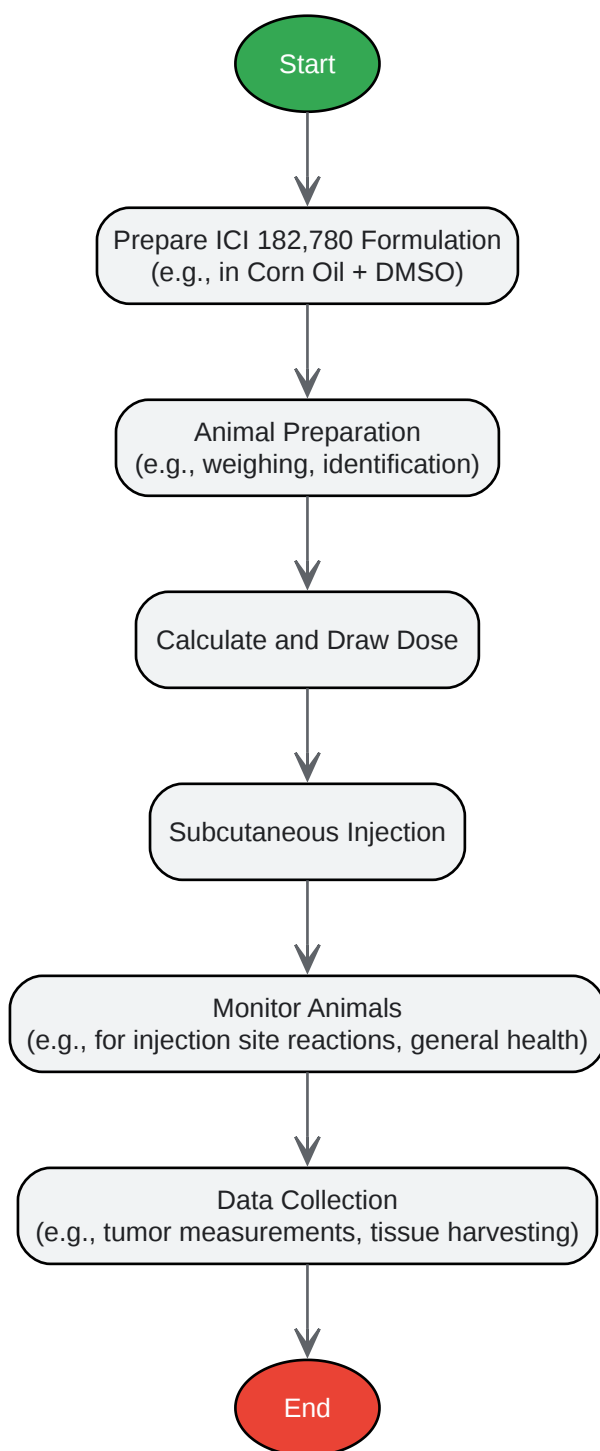 Start
Prepare ICI 182,780 Formulation
(e.g., in Corn Oil + DMSO)
Animal Preparation
(e.g., weighing, identification)
Calculate and Draw Dose
Subcutaneous Injection
Monitor Animals
(e.g., for injection site reactions, general health)
Data Collection
(e.g., tumor measurements, tissue harvesting)
End